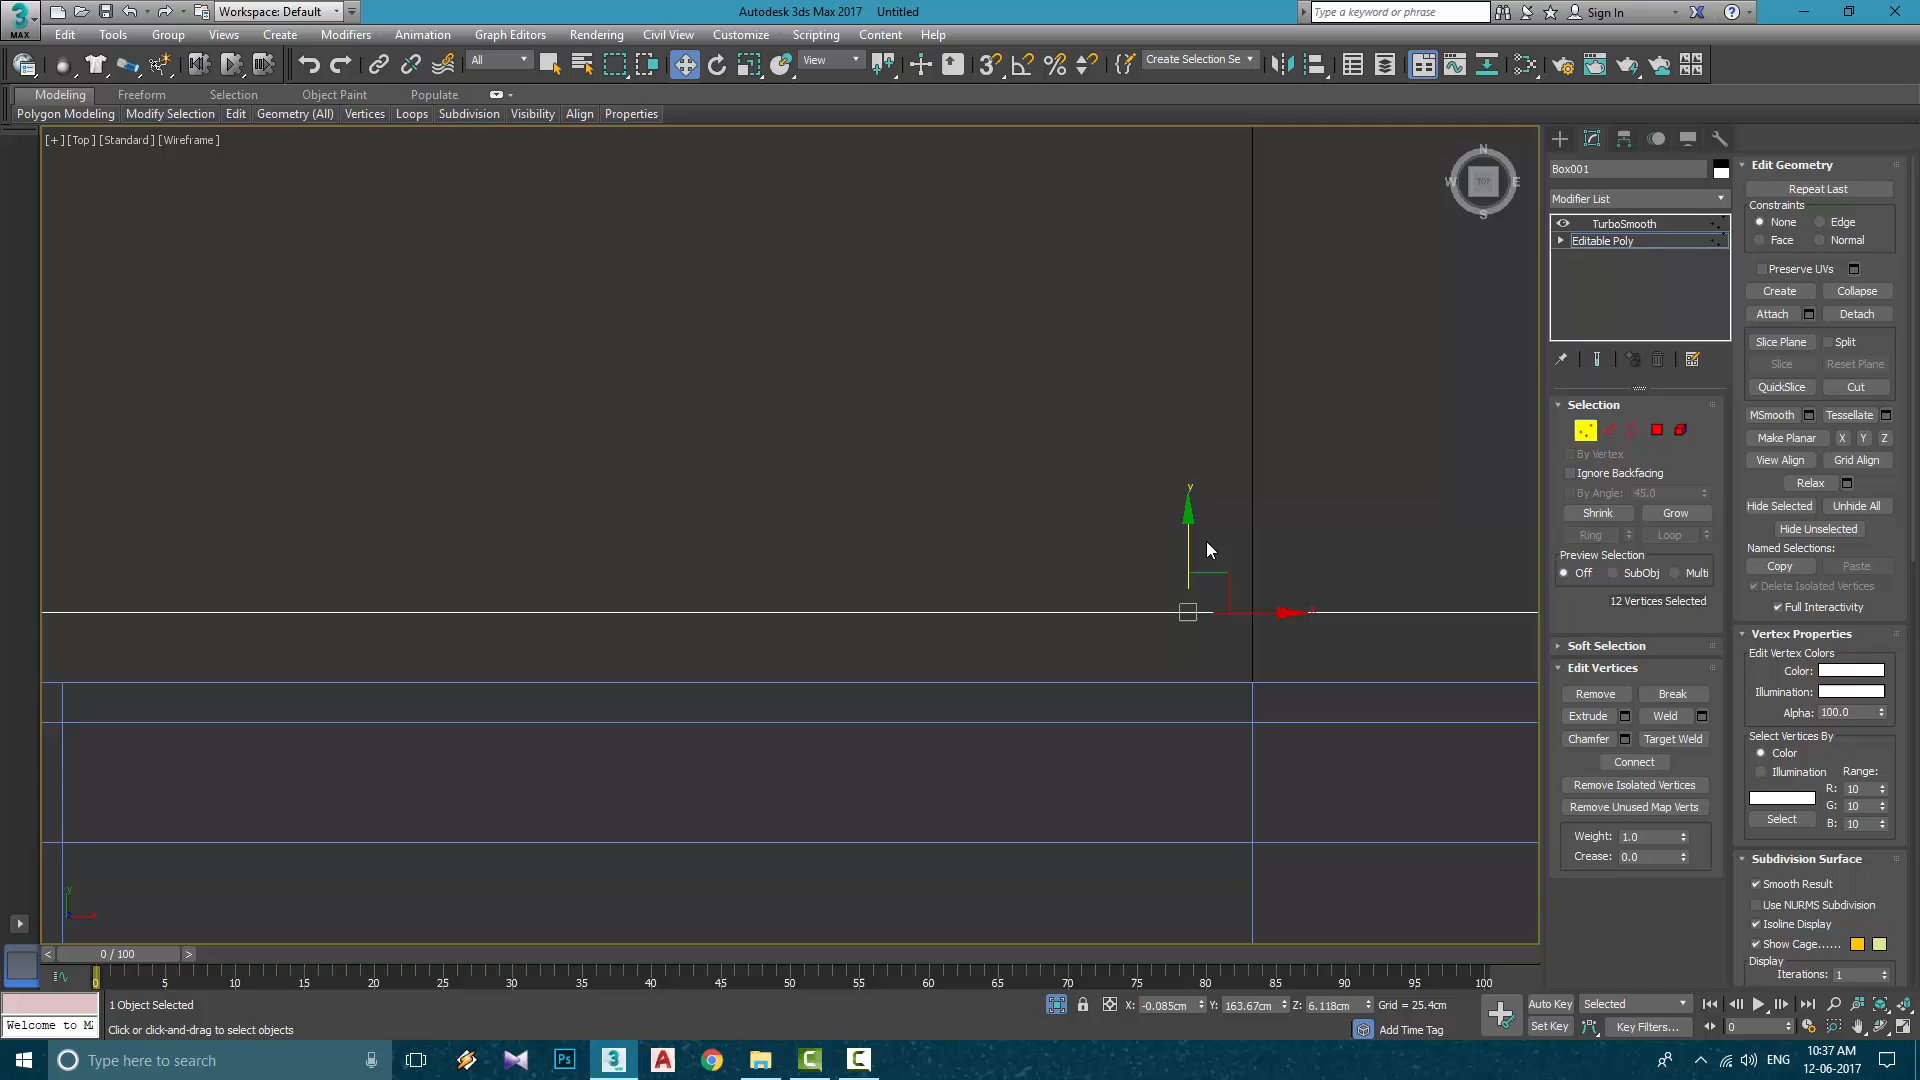 Workspace: Default
Autodesk 3ds Max 2017 Untitled
Type a keyword or phrase
Sign In
MAX
Edit Tools Group Views Create Modifiers Animation Graph Editors Rendering Civil View Customize Scripting Content Help
All
View
Create Selection Se
Modeling Freeform Selection Object Paint Populate
Polygon Modeling Modify Selection Edit Geometry (All) Vertices Loops Subdivision Visibility Align Properties
[+] [Top] [Standard] [Wireframe]
N
W TOP E
S
y
x
Box001
Modifier List
TurboSmooth
Editable Poly
Selection
By Vertex
Ignore Backfacing
By Angle: 45.0
Shrink Grow
Ring Loop
Preview Selection
Off SubObj Multi
12 Vertices Selected
Soft Selection
Edit Vertices
Remove Break
Extrude Weld
Chamfer Target Weld
Connect
Remove Isolated Vertices
Remove Unused Map Verts
Weight: 1.0
Crease: 0.0
Edit Geometry
Repeat Last
Constraints
None Edge
Face Normal
Preserve UVs
Create Collapse
Attach Detach
Slice Plane Split
Slice Reset Plane
QuickSlice Cut
MSmooth Tessellate
Make Planar X Y Z
View Align Grid Align
Relax
Hide Selected Unhide All
Hide Unselected
Named Selections:
Copy Paste
Delete Isolated Vertices
Full Interactivity
Vertex Properties
Edit Vertex Colors
Color:
Illumination:
Alpha: 100.0
Select Vertices By
Color
Illumination Range:
R: 10
G: 10
Select B: 10
Subdivision Surface
Smooth Result
Use NURMS Subdivision
Isoline Display
Show Cage......
Display
Iterations: 1
< 0 / 100 >
0 5 10 15 20 25 30 35 40 45 50 55 60 65 70 75 80 85 90 95 100
1 Object Selected
X: -0.085cm Y: 163.67cm Z: 6.118cm Grid = 25.4cm
Auto Key Selected
Welcome to M
Click or click-and-drag to select objects
Add Time Tag
Set Key Key Filters... 0
Type here to search
Ps
ENG
10:37 AM
12-06-2017